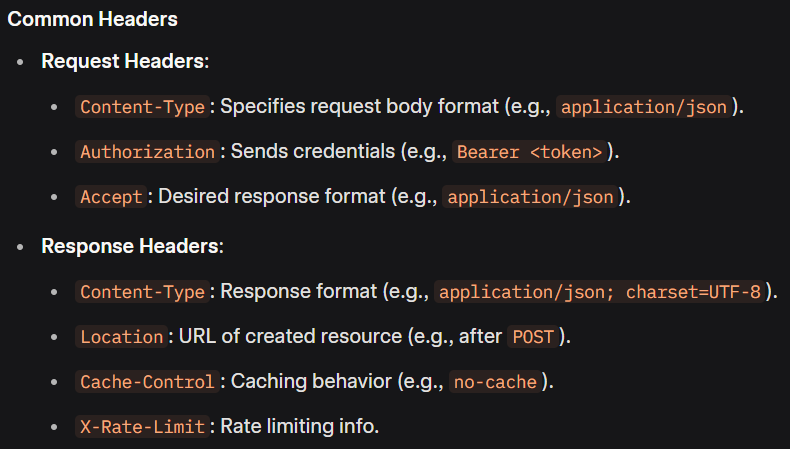 Common Headers
Request Headers:
Content-Type: Specifies request body format (e.g., application/json).
Authorization: Sends credentials (e.g., Bearer <token>).
Accept: Desired response format (e.g., application/json).
Response Headers:
Content-Type: Response format (e.g., application/json; charset=UTF-8).
Location: URL of created resource (e.g., after POST).
Cache-Control: Caching behavior (e.g., no-cache).
X-Rate-Limit: Rate limiting info.